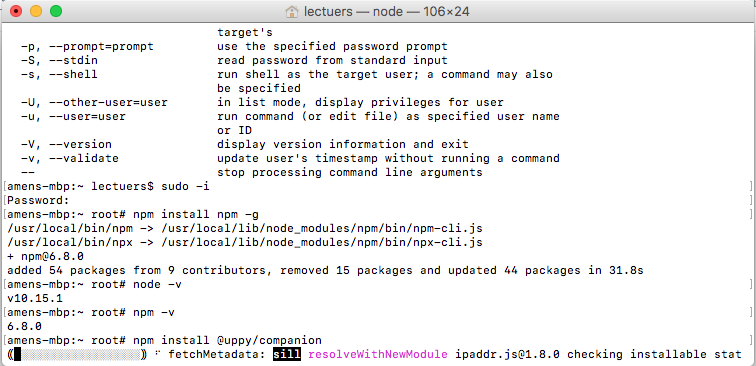 lectuers — node — 106×24
target's
-p, --prompt=prompt use the specified password prompt
-S, --stdin read password from standard input
-s, --shell run shell as the target user; a command may also
be specified
-U, --other-user=user in list mode, display privileges for user
-u, --user=user run command (or edit file) as specified user name
or ID
-V, --version display version information and exit
-v, --validate update user's timestamp without running a command
-- stop processing command line arguments
[amens-mbp:~ lectuers$ sudo -i ]
[Password: ]
[amens-mbp:~ root# npm install npm -g ]
/usr/local/bin/npm -> /usr/local/lib/node_modules/npm/bin/npm-cli.js
/usr/local/bin/npx -> /usr/local/lib/node_modules/npm/bin/npx-cli.js
+ npm@6.8.0
added 54 packages from 9 contributors, removed 15 packages and updated 44 packages in 31.8s
[amens-mbp:~ root# node -v ]
v10.15.1
[amens-mbp:~ root# npm -v ]
6.8.0
[amens-mbp:~ root# npm install @uppy/companion ]
⸨█░░░░░░░░░░░░░░░░░⸩ ⠋ fetchMetadata: sill resolveWithNewModule ipaddr.js@1.8.0 checking installable stat